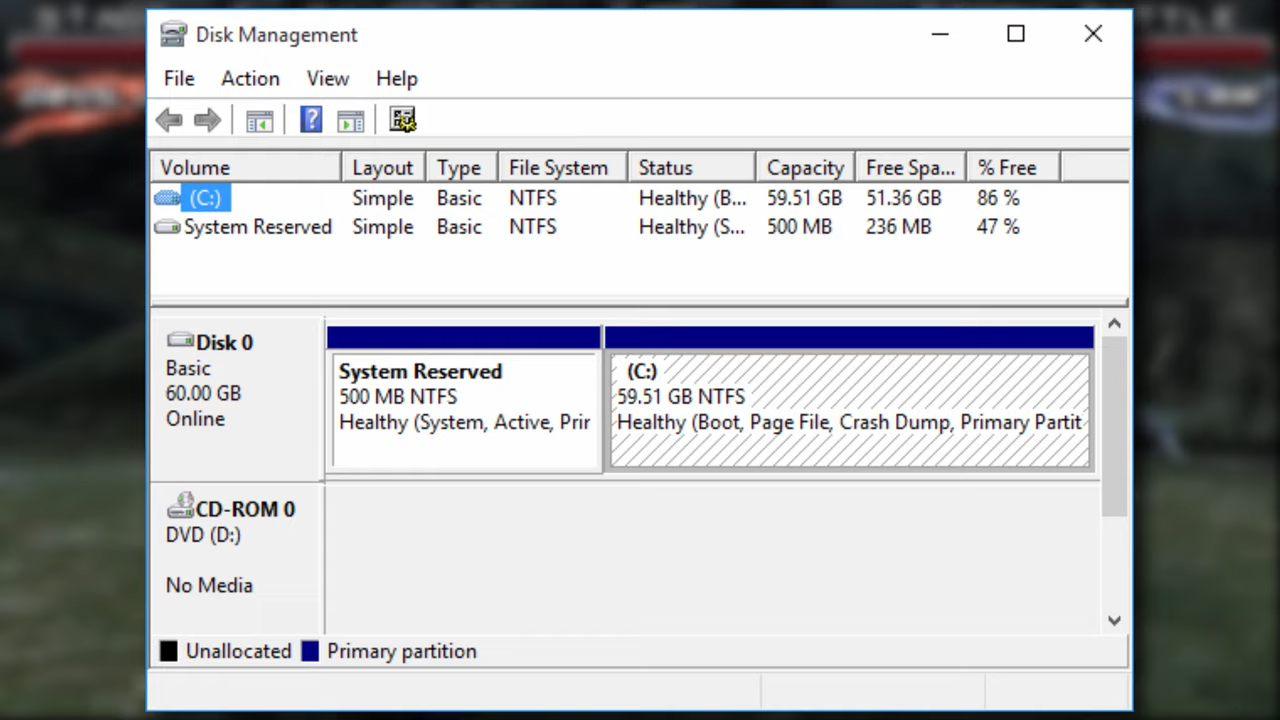 Disk Management
File Action View Help
Volume Layout Type File System Status Capacity Free Spa... % Free
(C:) Simple Basic NTFS Healthy (B... 59.51 GB 51.36 GB 86 %
System Reserved Simple Basic NTFS Healthy (S... 500 MB 236 MB 47 %
Disk 0
Basic
60.00 GB
Online
System Reserved
500 MB NTFS
Healthy (System, Active, Prir
(C:)
59.51 GB NTFS
Healthy (Boot, Page File, Crash Dump, Primary Partit
CD-ROM 0
DVD (D:)
No Media
Unallocated Primary partition